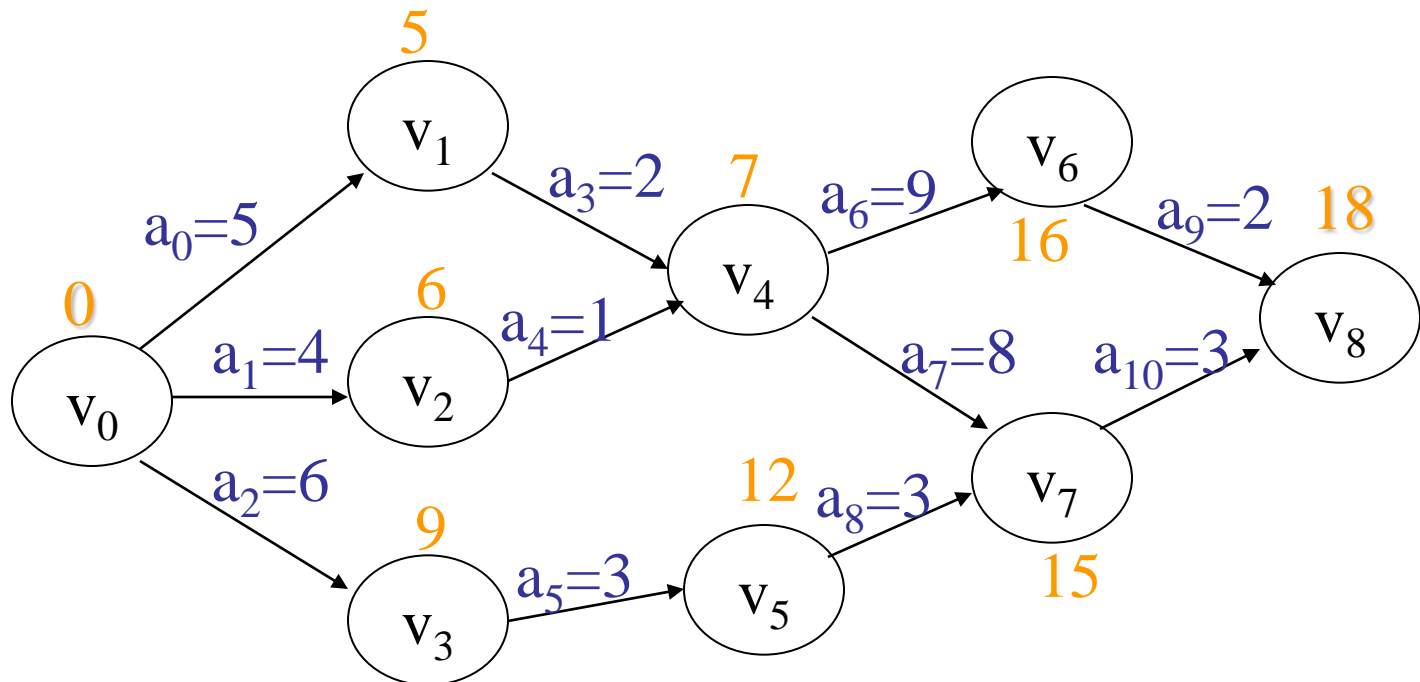 5
v₁
v₆
a₃=2
7
a₆=9
a₉=2
18
a₀=5
16
0
6
v₄
v₈
a₄=1
a₁=4
v₂
a₇=8
a₁₀=3
v₀
a₂=6
12
a₈=3
v₇
9
a₅=3
v₅
15
v₃